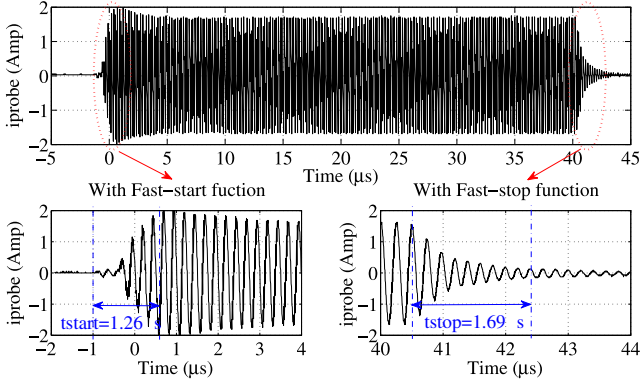 iprobe (Amp)
2
1
0
−1
−2
−5 0 5 10 15 20 25 30 35 40 45
Time (μs)
With Fast−start fuction
With Fast−stop function
iprobe (Amp)
2
1
0
−1
−2
tstart=1.26 s
−2 −1 0 1 2 3 4
Time (μs)
iprobe (Amp)
2
1
0
−1
−2
tstop=1.69 s
40 41 42 43 44
Time (μs)